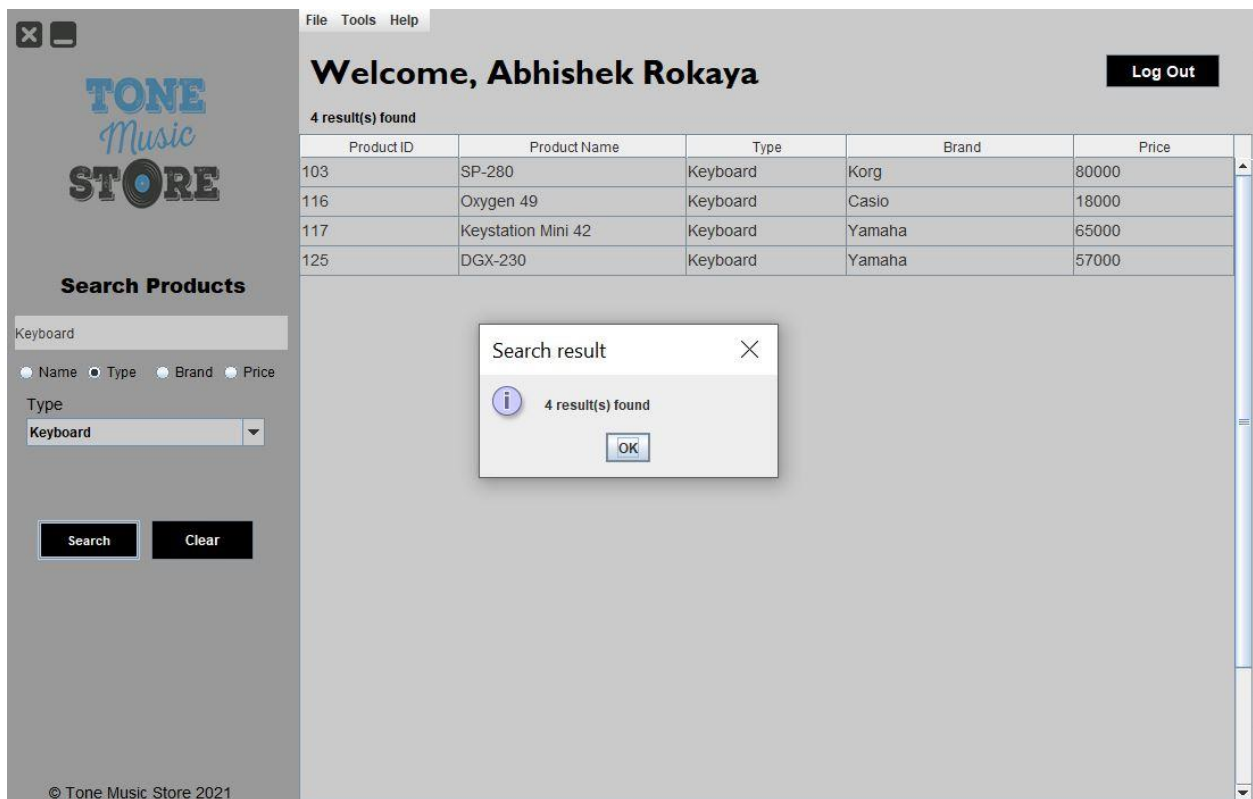 TONE
Music
STORE
Search Products
Keyboard
Name Type Brand Price
Type
Keyboard
Search Clear
© Tone Music Store 2021
File Tools Help
Welcome, Abhishek Rokaya
Log Out
4 result(s) found
Product ID Product Name Type Brand Price
103 SP-280 Keyboard Korg 80000
116 Oxygen 49 Keyboard Casio 18000
117 Keystation Mini 42 Keyboard Yamaha 65000
125 DGX-230 Keyboard Yamaha 57000
Search result
i 4 result(s) found
OK